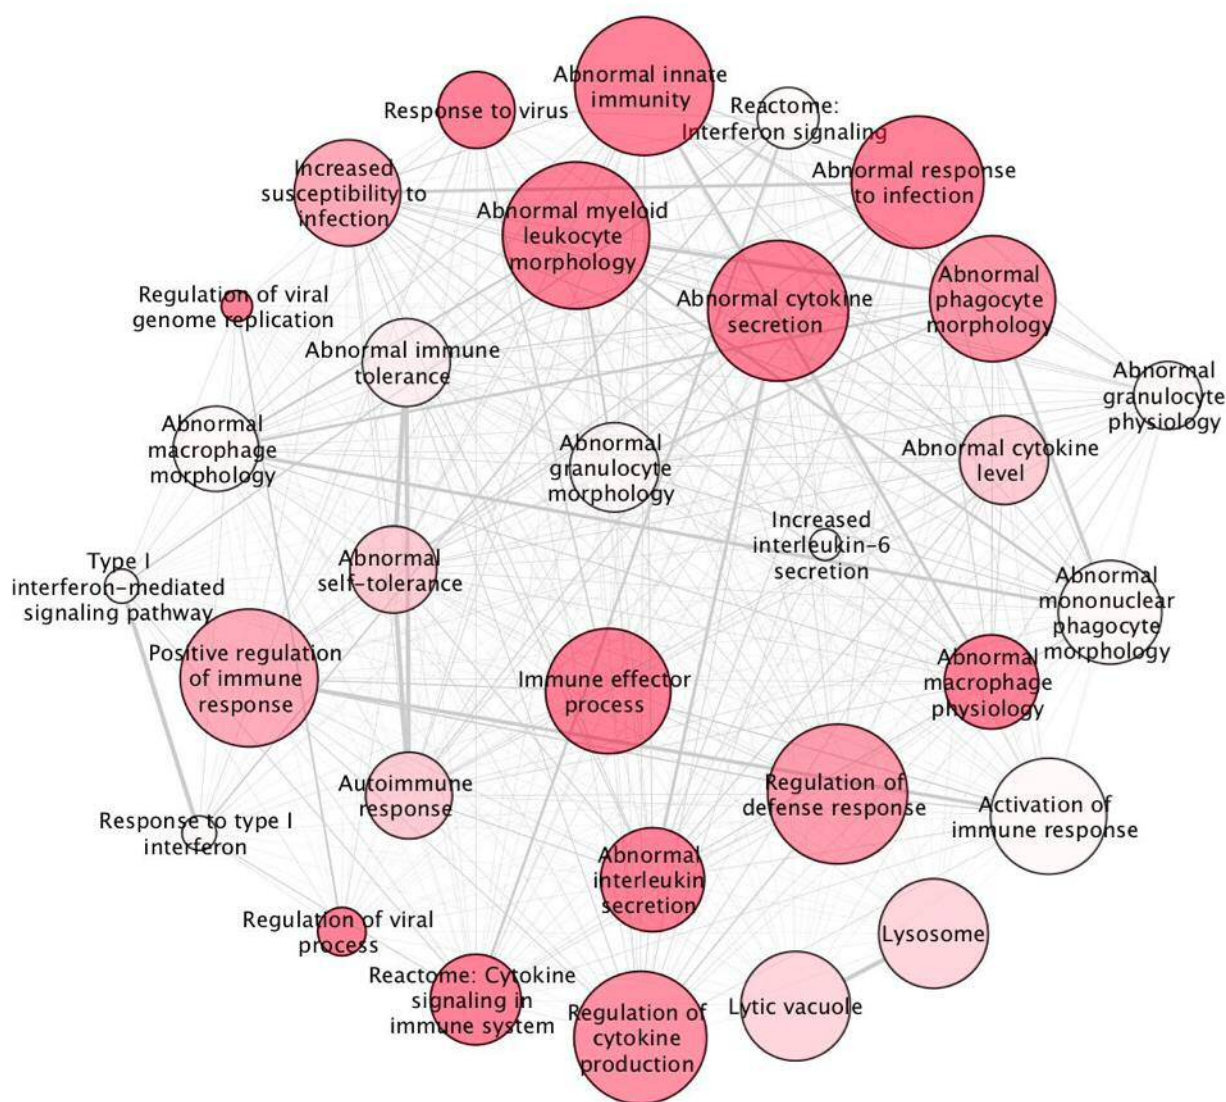 Abnormal innate
immunity
Response to virus
Reactome:
Interferon signaling
Increased
susceptibility to
infection
Abnormal response
to infection
Abnormal myeloid
leukocyte
morphology
Abnormal cytokine
secretion
Abnormal
phagocyte
morphology
Regulation of viral
genome replication
Abnormal immune
tolerance
Abnormal
granulocyte
physiology
Abnormal
macrophage
morphology
Abnormal
granulocyte
morphology
Abnormal cytokine
level
Increased
interleukin-6
secretion
Type I
interferon-mediated
signaling pathway
Abnormal
self-tolerance
Abnormal
mononuclear
phagocyte
morphology
Positive regulation
of immune
response
Immune effector
process
Abnormal
macrophage
physiology
Autoimmune
response
Regulation of
defense response
Activation of
immune response
Response to type I
interferon
Abnormal
interleukin
secretion
Regulation of viral
process
Lysosome
Reactome: Cytokine
signaling in
immune system
Regulation of
cytokine
production
Lytic vacuole